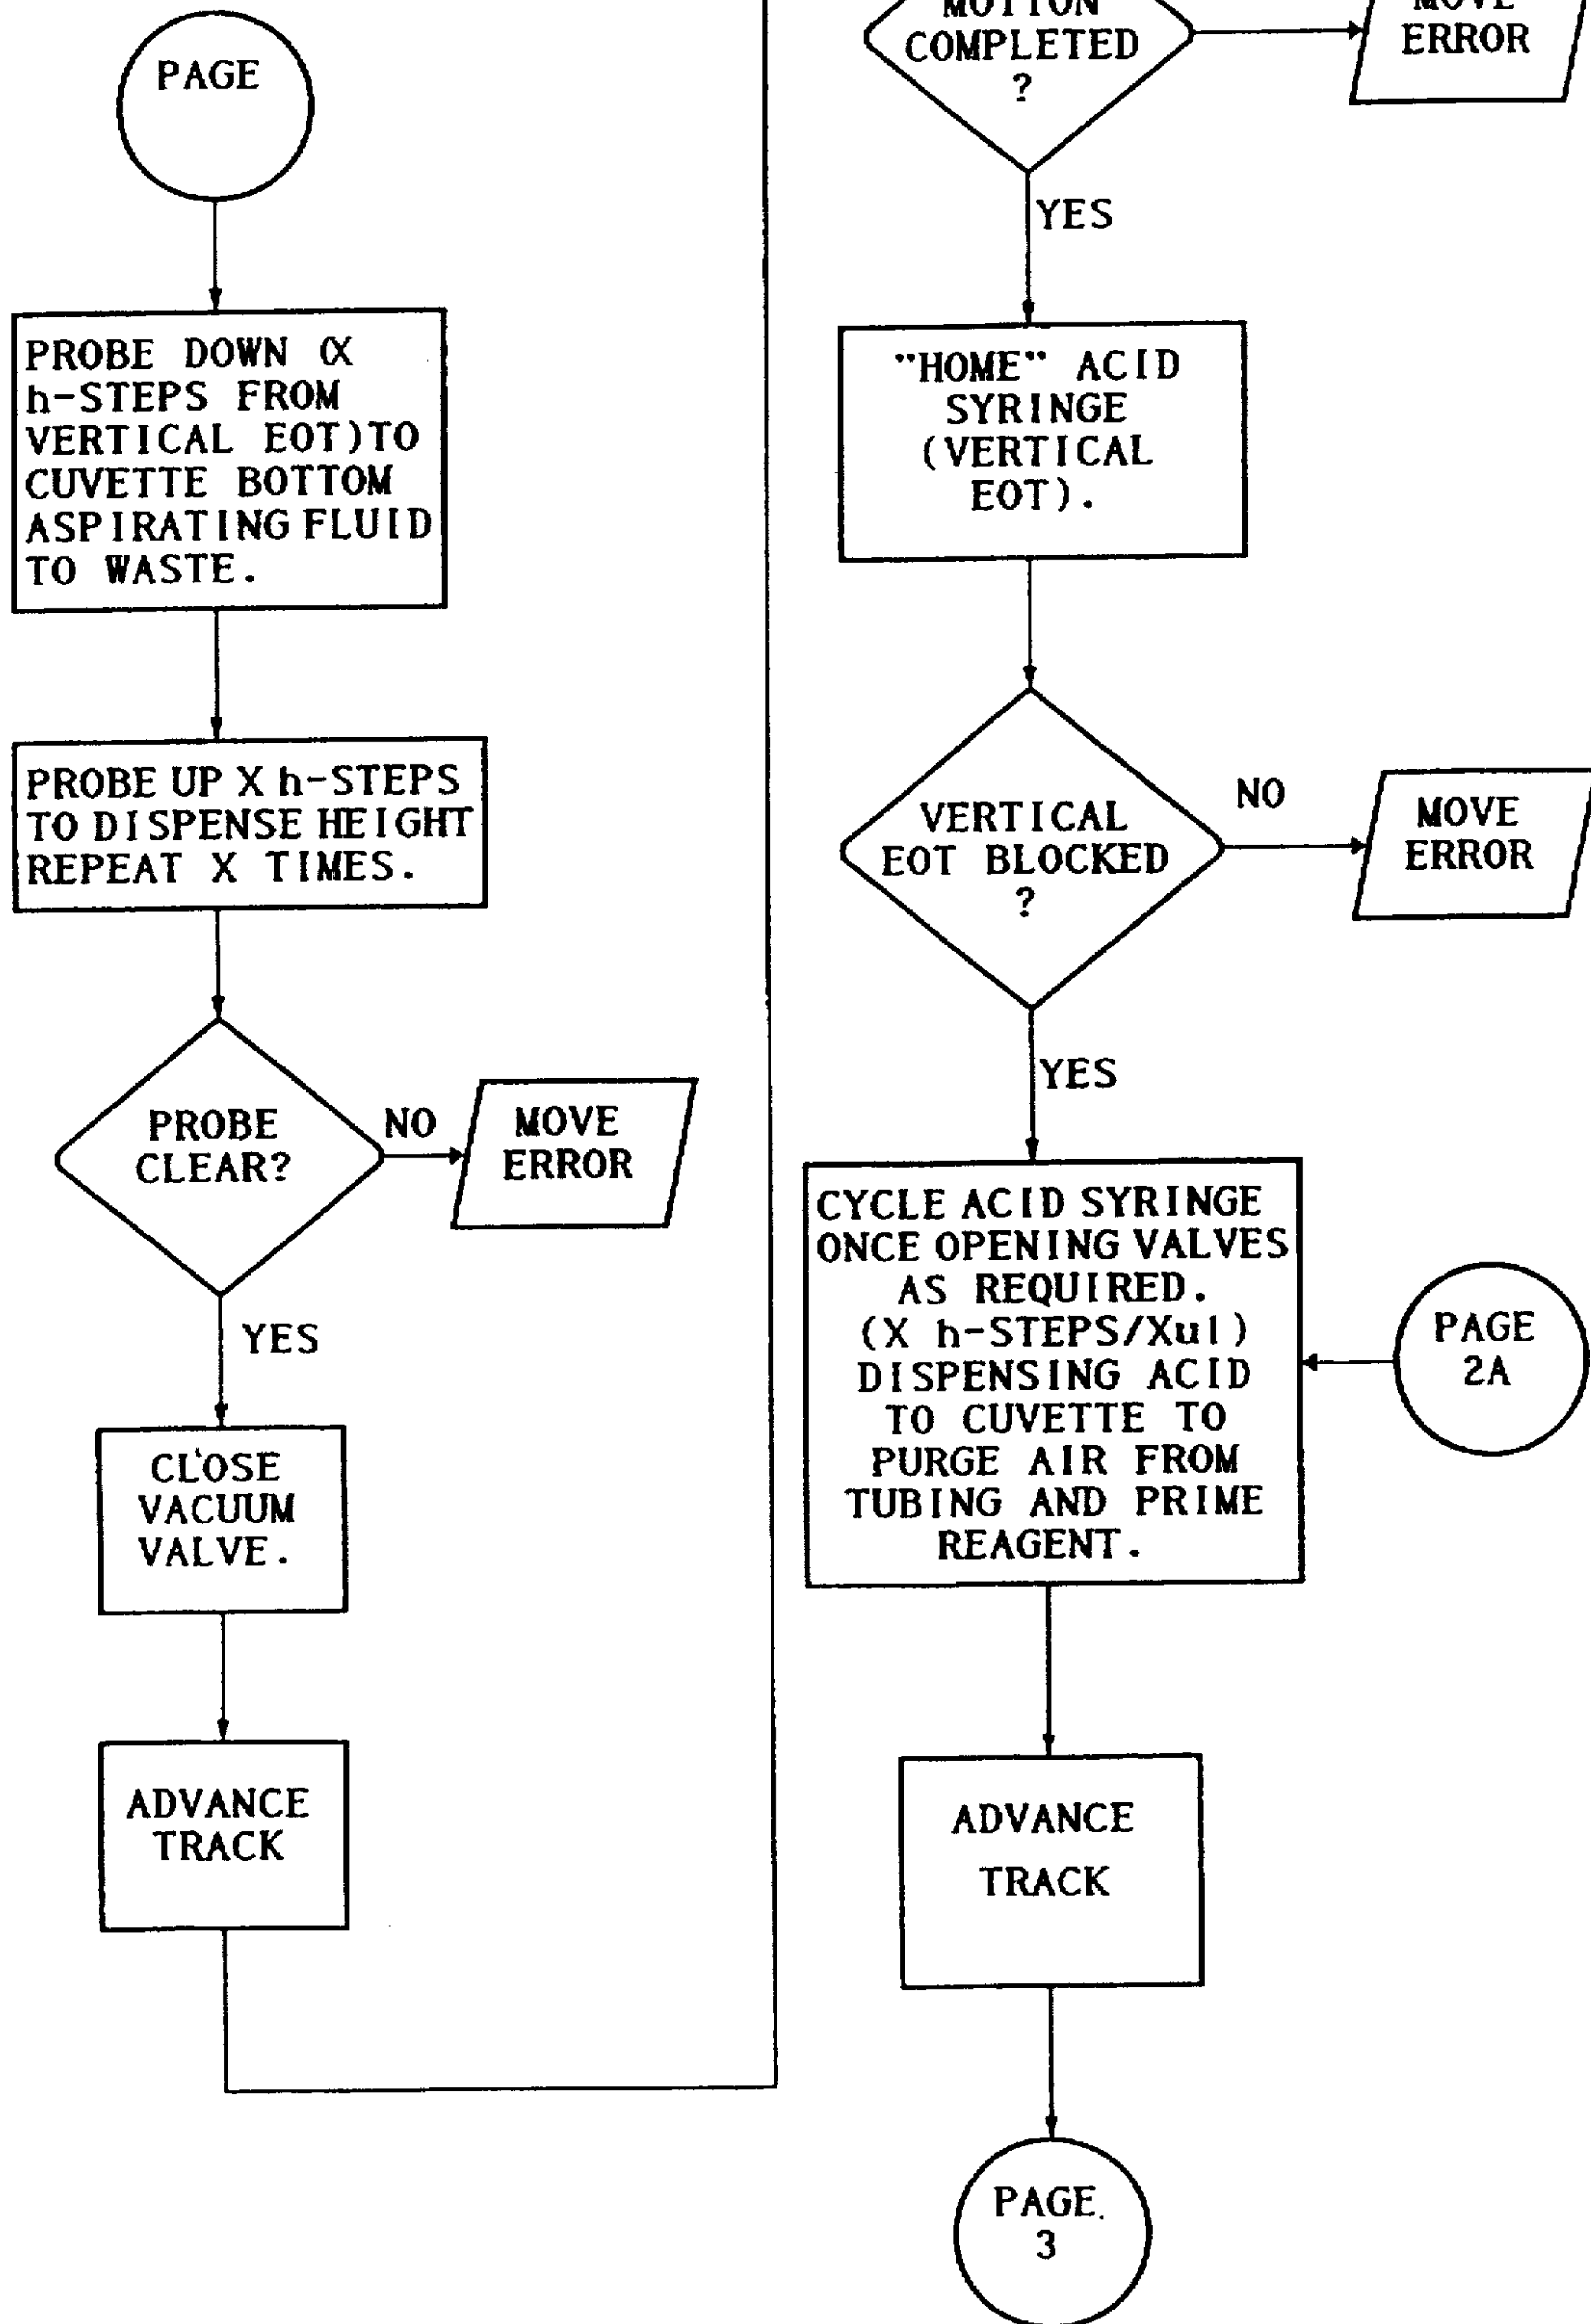 PAGE
PROBE DOWN (X
h-STEPS FROM
VERTICAL EOT)TO
CUVETTE BOTTOM
ASPIRATING FLUID
TO WASTE.
PROBE UP X h-STEPS
TO DISPENSE HEIGHT
REPEAT X TIMES.
PROBE
CLEAR?
NO
MOVE
ERROR
YES
CLOSE
VACUUM
VALVE.
ADVANCE
TRACK
MOTION
COMPLETED
?
MOVE
ERROR
YES
"HOME" ACID
SYRINGE
(VERTICAL
EOT).
VERTICAL
EOT BLOCKED
?
NO
MOVE
ERROR
YES
CYCLE ACID SYRINGE
ONCE OPENING VALVES
AS REQUIRED.
(X h-STEPS/Xul)
DISPENSING ACID
TO CUVETTE TO
PURGE AIR FROM
TUBING AND PRIME
REAGENT.
PAGE
2A
ADVANCE
TRACK
PAGE.
3